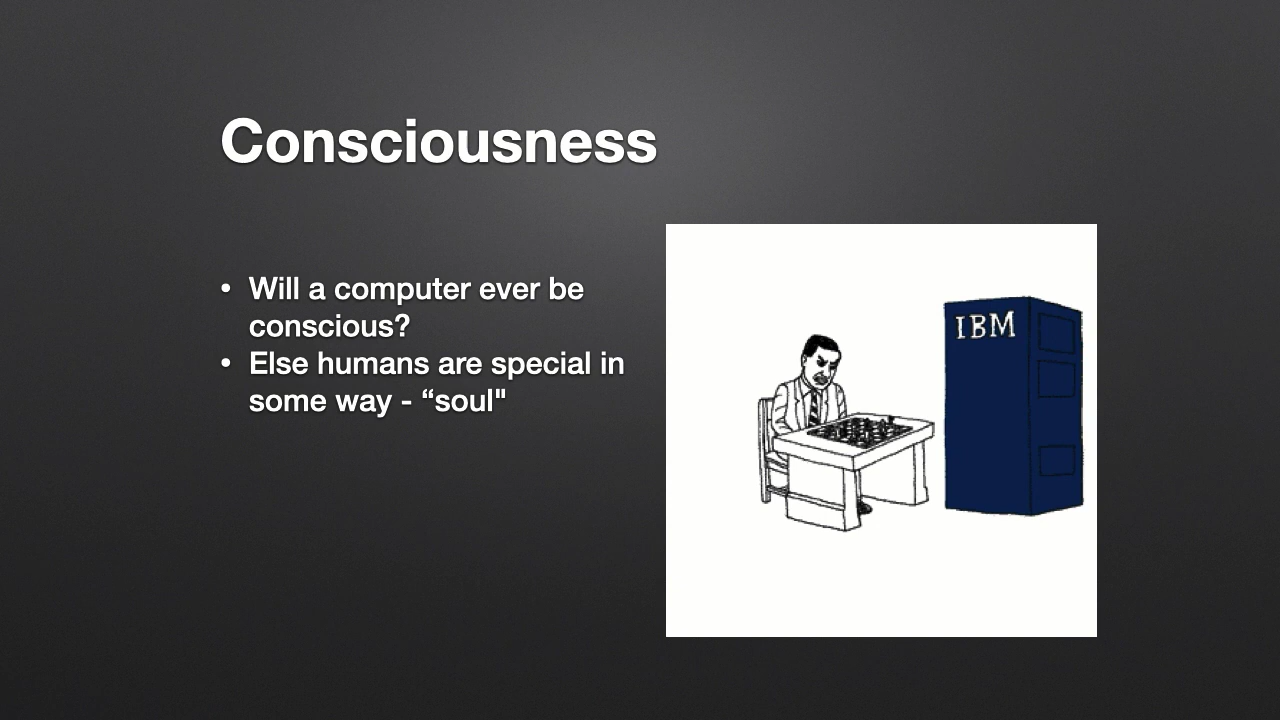 Consciousness
• Will a computer ever be
conscious?
• Else humans are special in
some way - “soul"
IBM